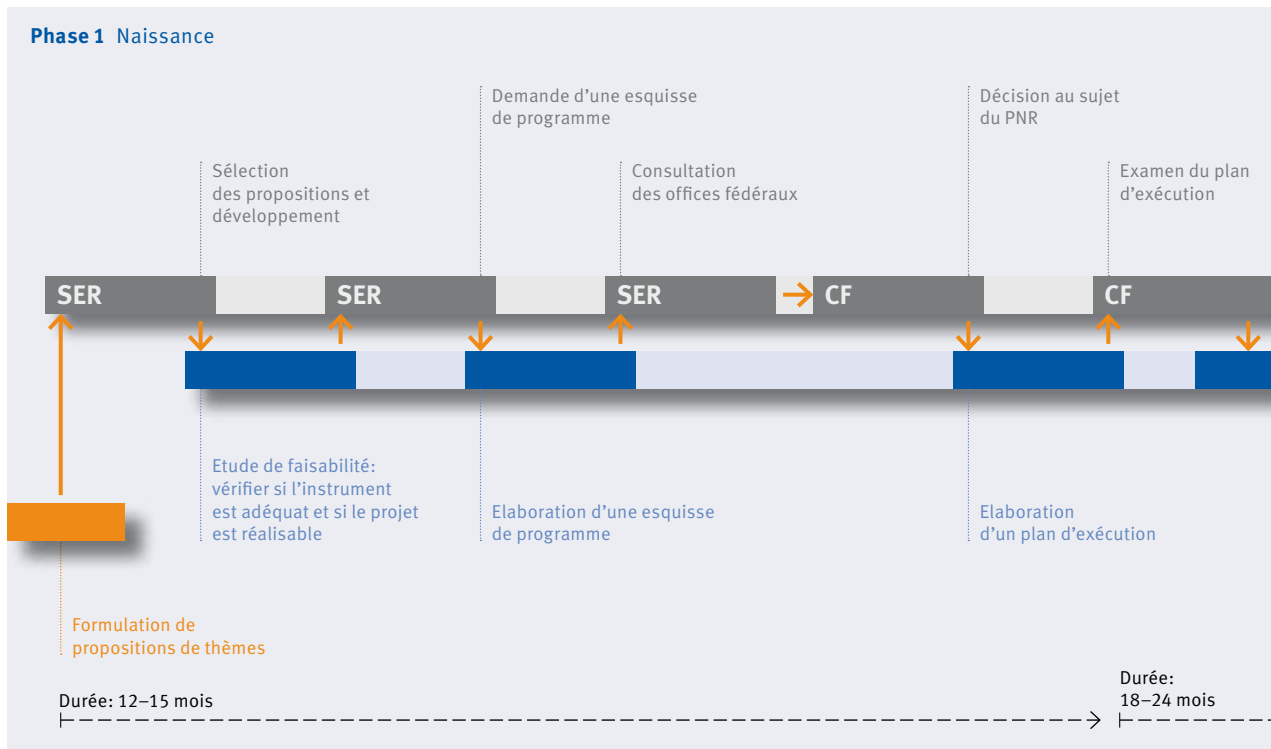 Phase 1 Naissance
Demande d’une esquisse
de programme
Décision au sujet
du PNR
Sélection
des propositions et
développement
Consultation
des offices fédéraux
Examen du plan
d’exécution
SER
SER
SER
CF
CF
Etude de faisabilité:
vérifier si l’instrument
est adéquat et si le projet
est réalisable
Elaboration d’une esquisse
de programme
Elaboration
d’un plan d’exécution
Formulation de
propositions de thèmes
Durée: 12–15 mois
Durée:
18–24 mois